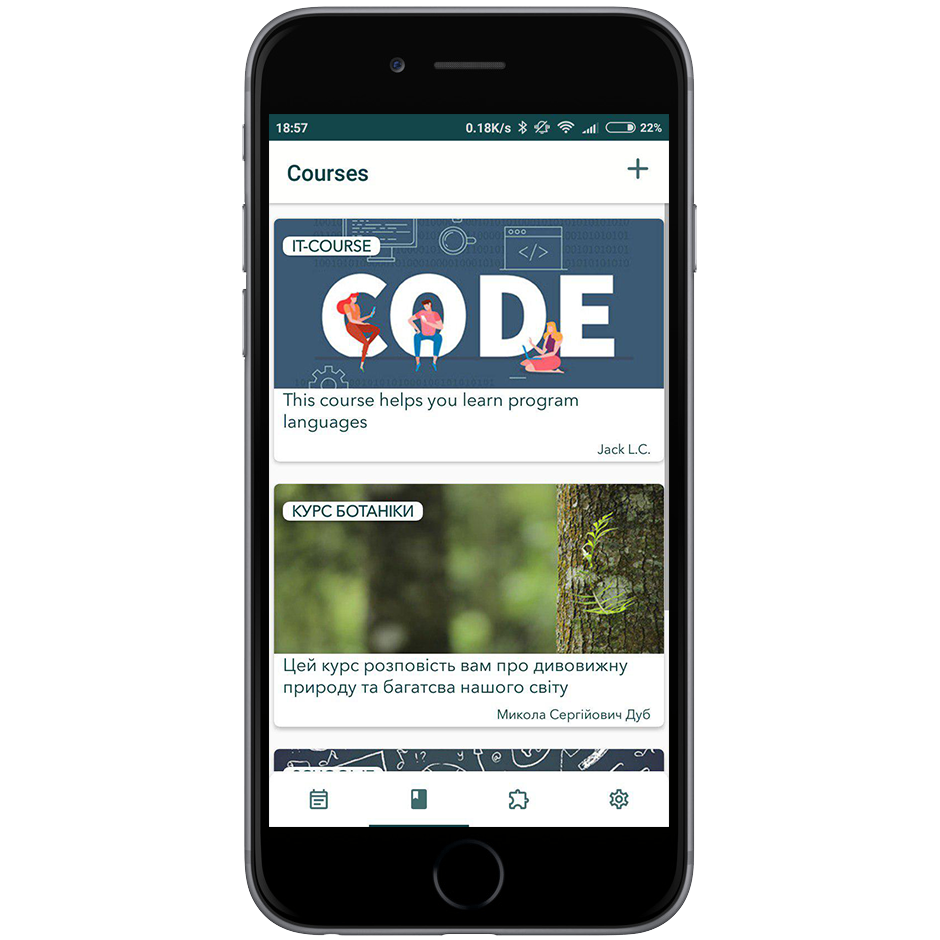 18:57 0.18K/s 22%
Courses
IT-COURSE
</>
CODE
This course helps you learn program
languages
Jack L.C.
КУРС БОТАНІКИ
Цей курс розповість вам про дивовижну
природу та багатсва нашого світу
Микола Сергійович Дуб